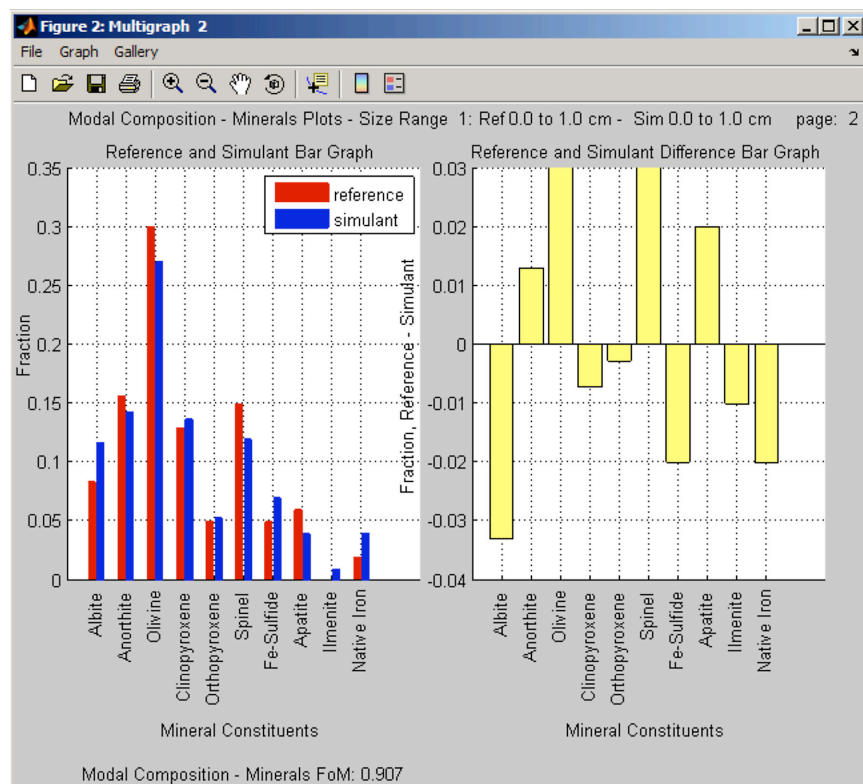 Figure 2: Multigraph 2
File Graph Gallery
Modal Composition - Minerals Plots - Size Range 1: Ref 0.0 to 1.0 cm - Sim 0.0 to 1.0 cm page: 2
Reference and Simulant Bar Graph
reference
simulant
0.35
0.3
0.25
0.2
0.15
0.1
0.05
0
Fraction
Albite
Anorthite
Olivine
Clinopyroxene
Orthopyroxene
Spinel
Fe-Sulfide
Apatite
Ilmenite
Native Iron
Mineral Constituents
Reference and Simulant Difference Bar Graph
0.03
0.02
0.01
0
-0.01
-0.02
-0.03
-0.04
Fraction, Reference - Simulant
Albite
Anorthite
Olivine
Clinopyroxene
Orthopyroxene
Spinel
Fe-Sulfide
Apatite
Ilmenite
Native Iron
Mineral Constituents
Modal Composition - Minerals FoM: 0.907